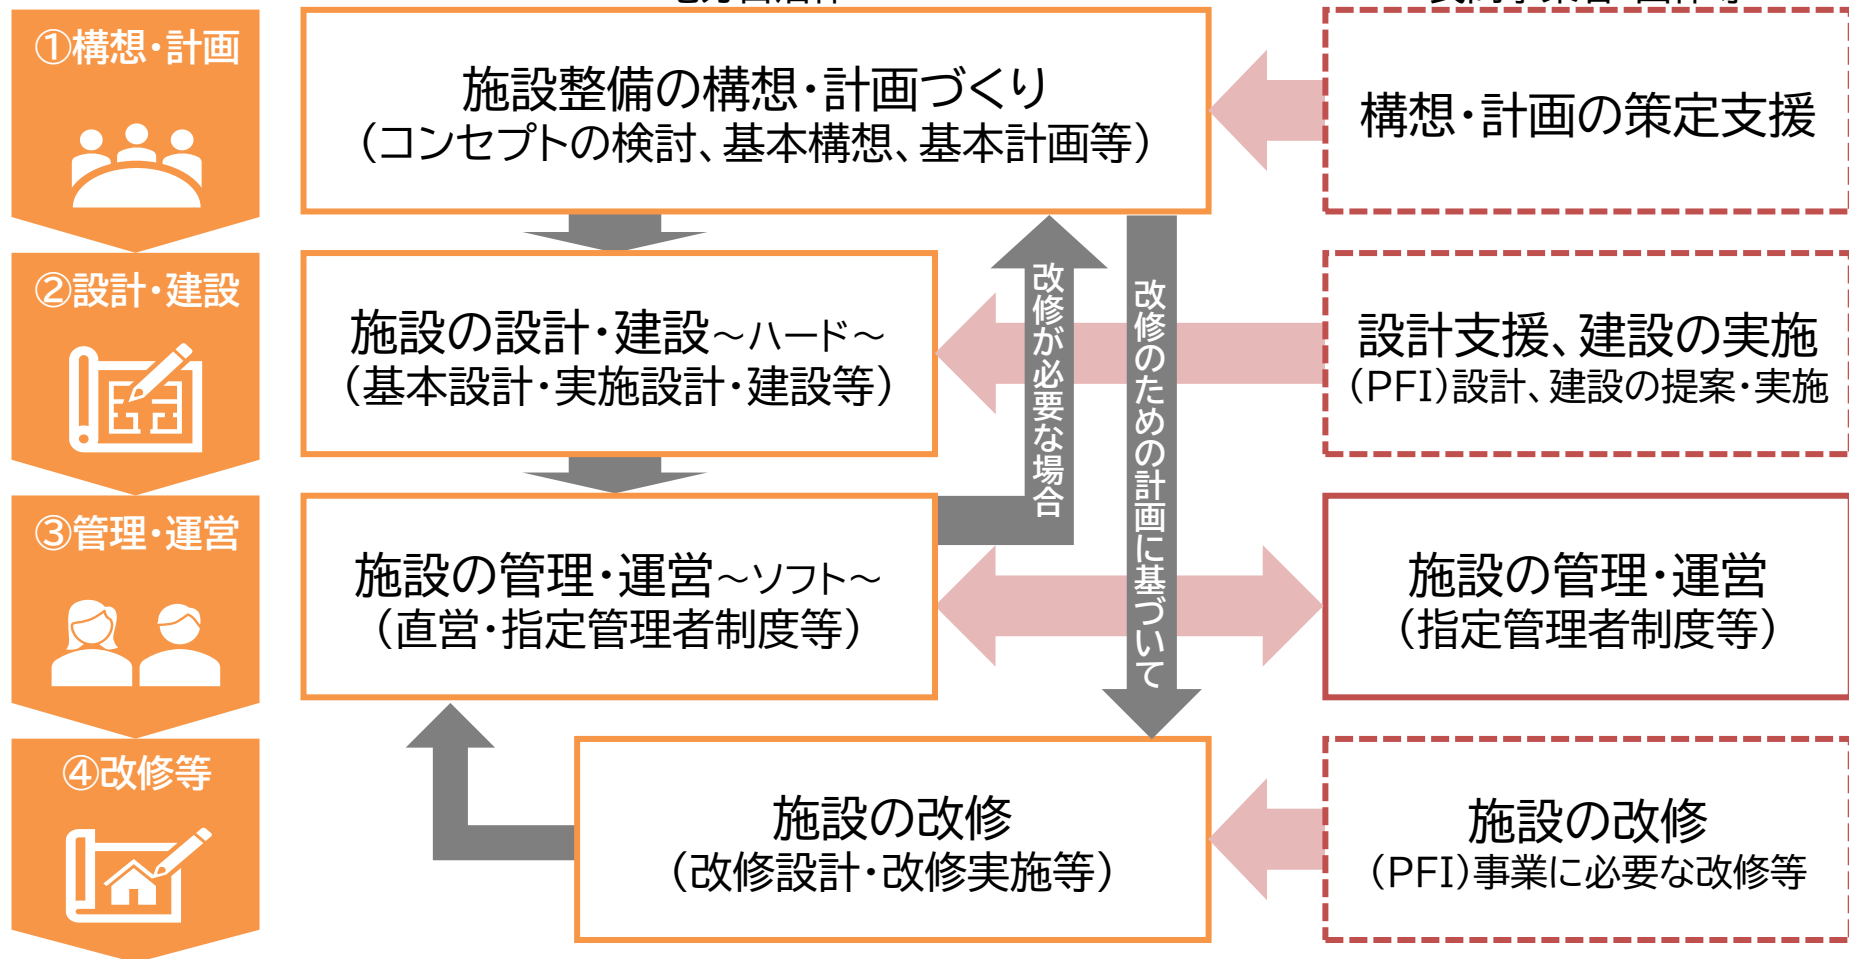 ①構想・計画
施設整備の構想・計画づくり
（コンセプトの検討、基本構想、基本計画等）
構想・計画の策定支援
②設計・建設
施設の設計・建設～ハード～
（基本設計・実施設計・建設等）
改修が必要な場合
改修のための計画に基づいて
設計支援、建設の実施
（PFI）設計、建設の提案・実施
③管理・運営
施設の管理・運営～ソフト～
（直営・指定管理者制度等）
施設の管理・運営
（指定管理者制度等）
④改修等
施設の改修
（改修設計・改修実施等）
施設の改修
（PFI）事業に必要な改修等